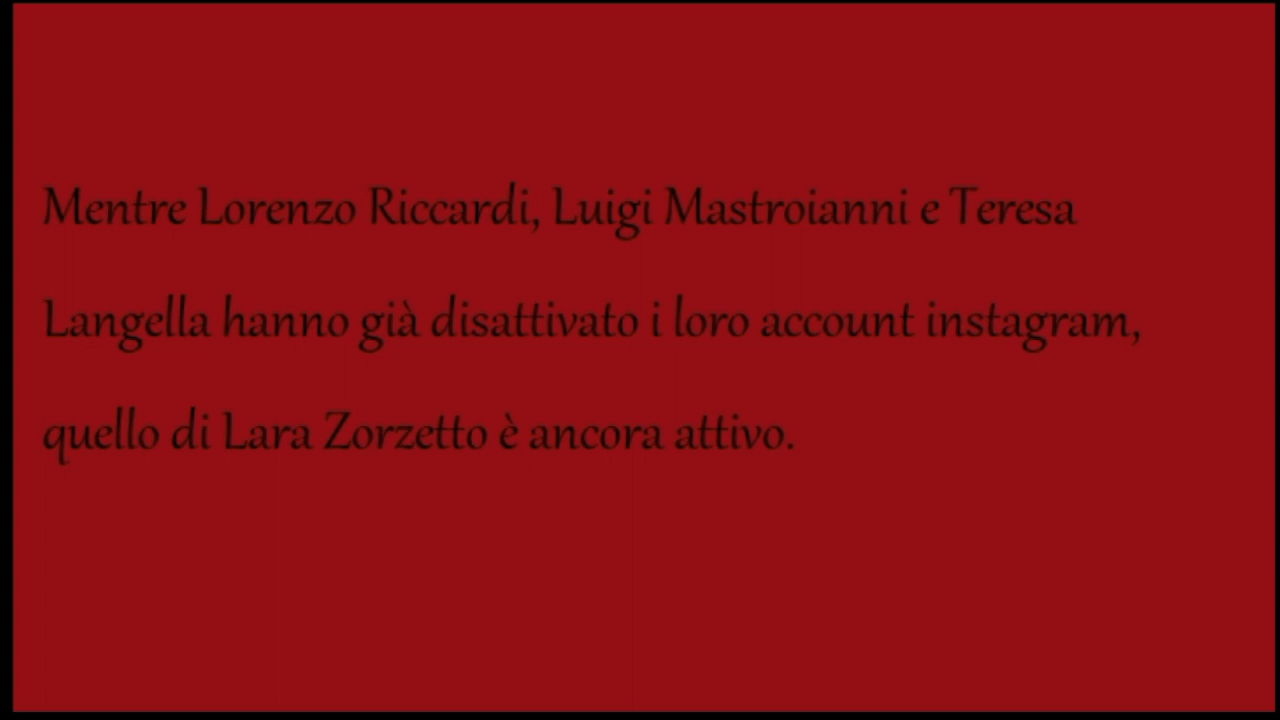 Mentre Lorenzo Riccardi, Luigi Mastroianni e Teresa
Langella hanno già disattivato i loro account instagram,
quello di Lara Zorzetto è ancora attivo.